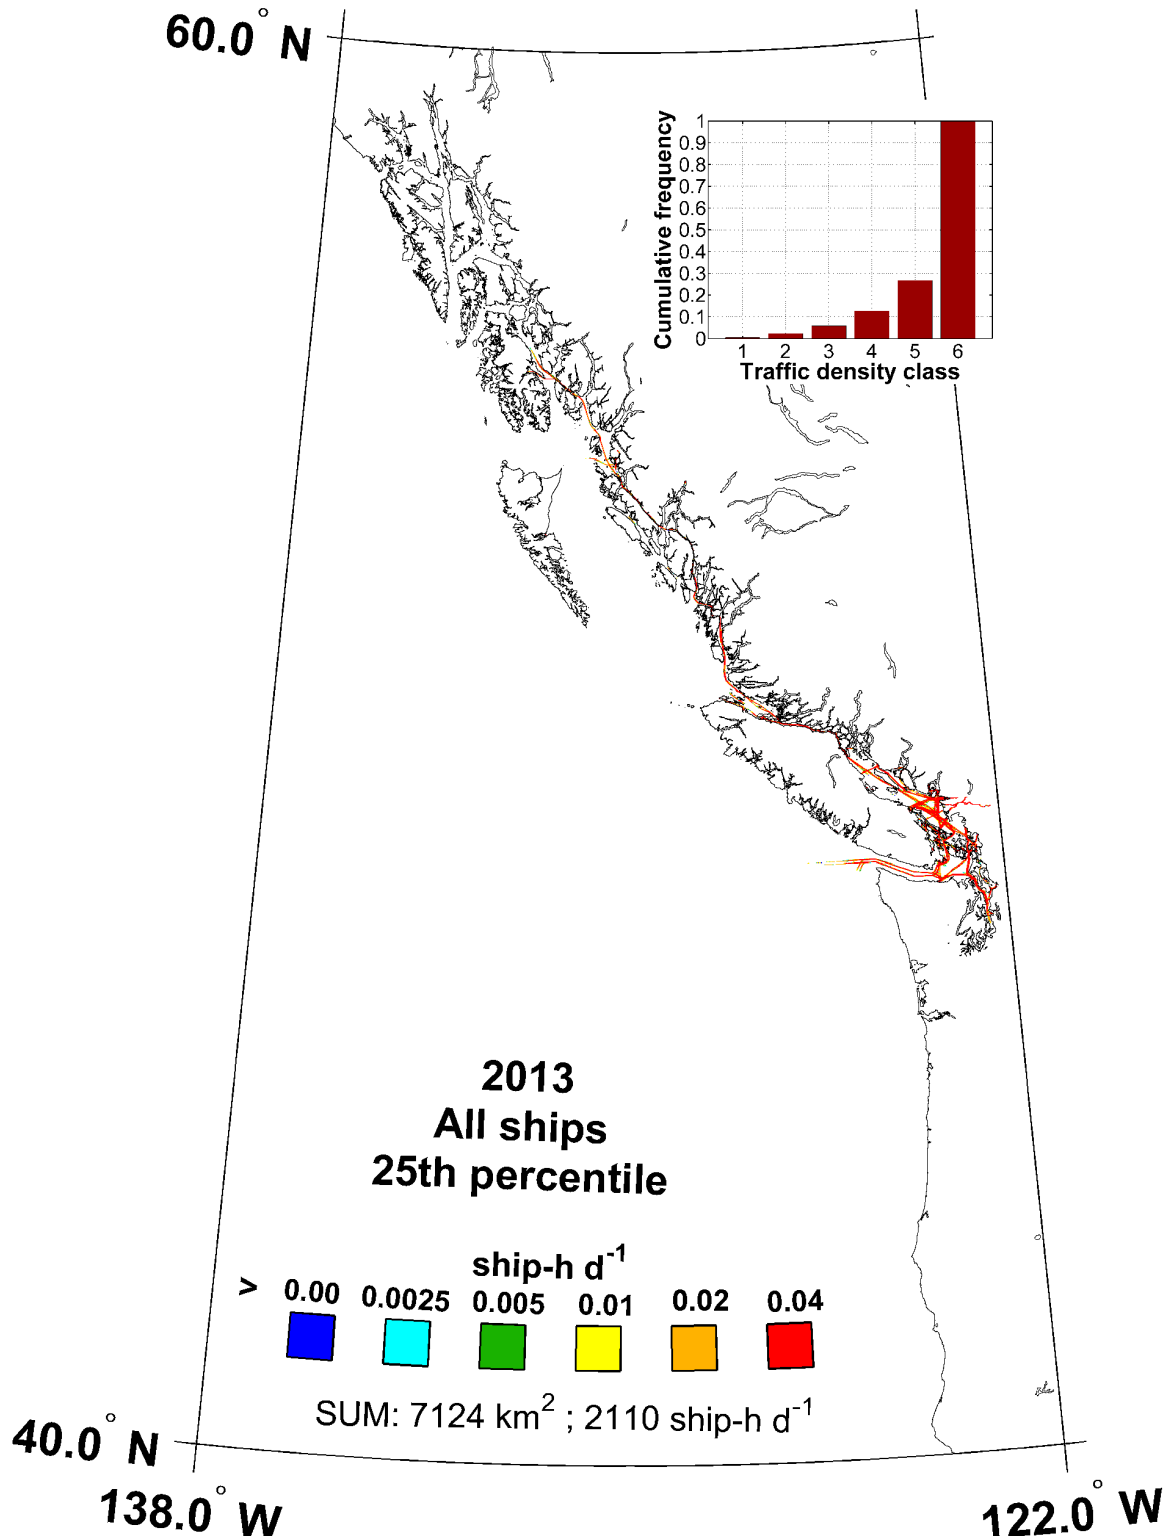 60.0° N
Cumulative frequency
1
0.9
0.8
0.7
0.6
0.5
0.4
0.3
0.2
0.1
0
1 2 3 4 5 6
Traffic density class
2013
All ships
25th percentile
ship-h d⁻¹
> 0.00 0.0025 0.005 0.01 0.02 0.04
SUM: 7124 km² ; 2110 ship-h d⁻¹
40.0° N
138.0° W
122.0° W